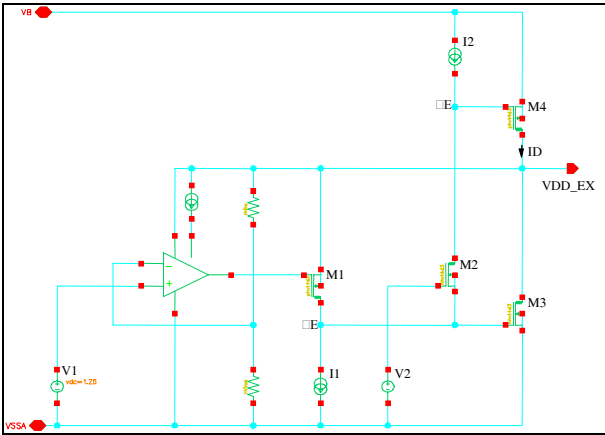 VB
I2
□E
M4
ID
VDD_EX
M1
M2
□E
M3
V1
vdc=1.25
I1
V2
VSSA